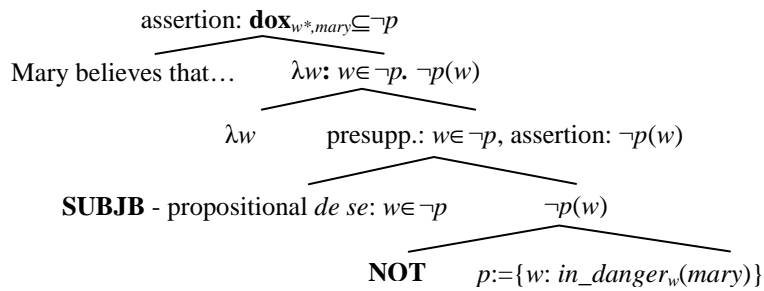 assertion: dox_{w*,mary}⊆¬p
Mary believes that… λw: w∈¬p. ¬p(w)
λw presupp.: w∈¬p, assertion: ¬p(w)
SUBJB - propositional de se: w∈¬p ¬p(w)
NOT p:={w: in_danger_w(mary)}